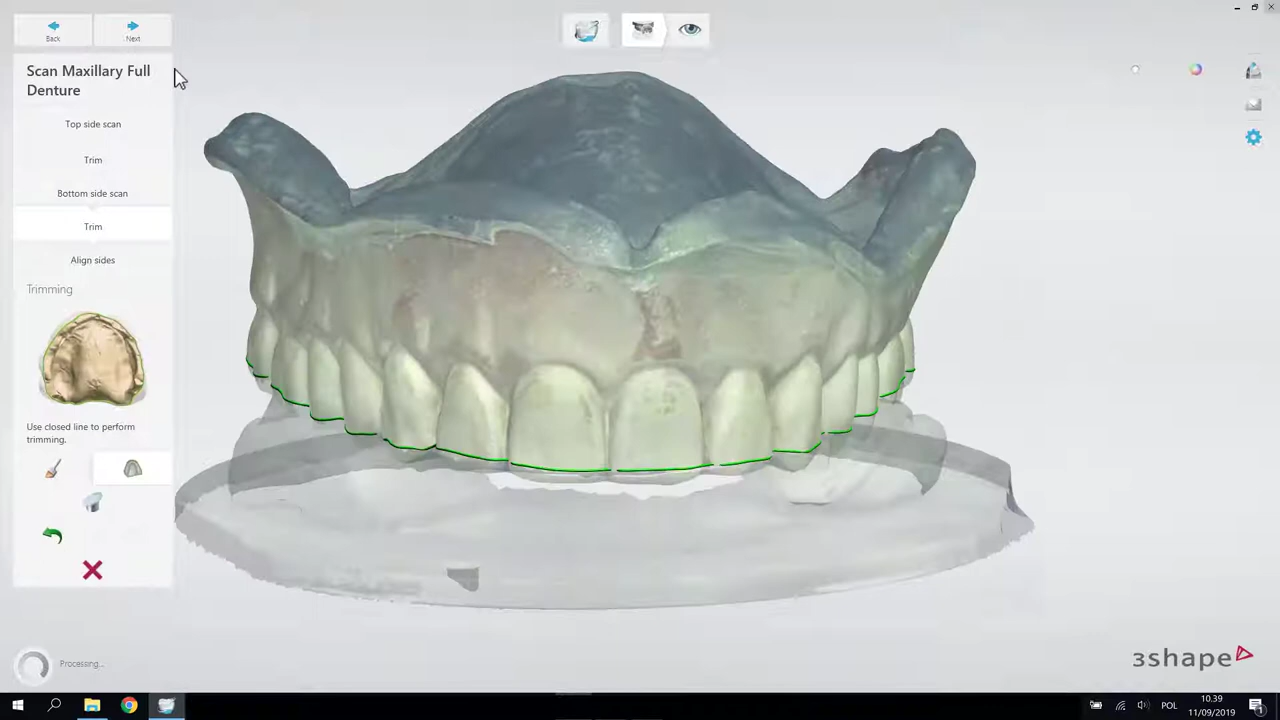 Back
Next
Scan Maxillary Full
Denture
Top side scan
Trim
Bottom side scan
Trim
Align sides
Trimming
Use closed line to perform
trimming.
Processing...
3shape
POL
10.39
11/09/2019
1